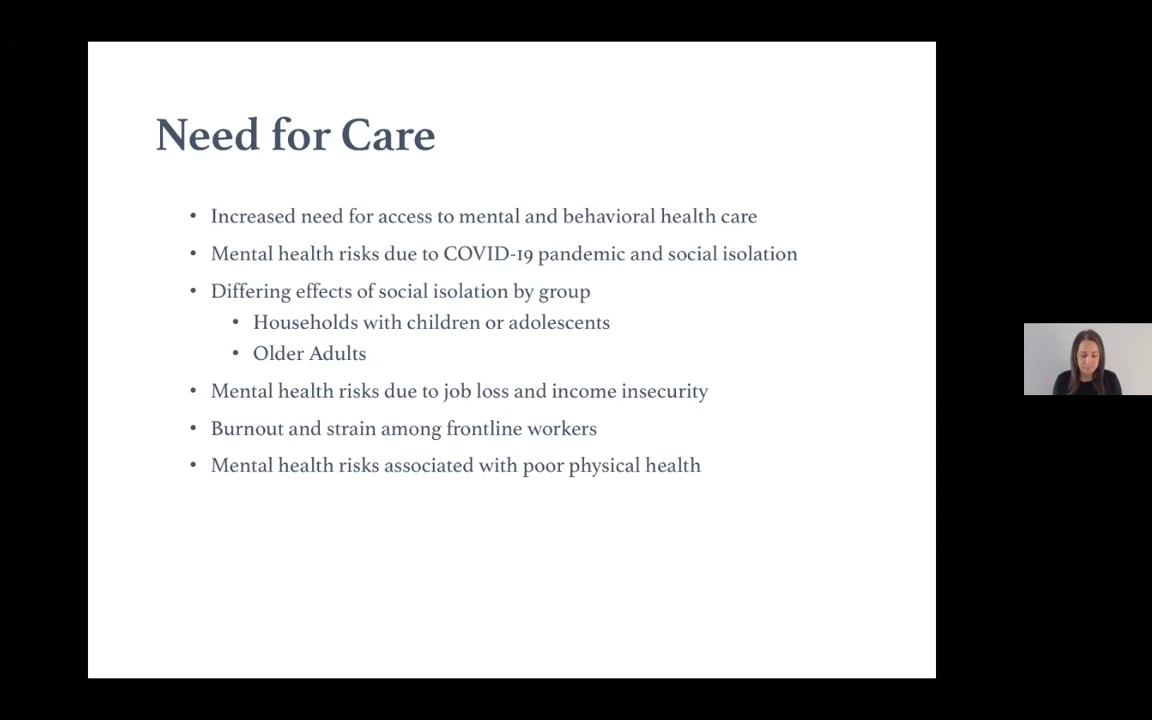 Need for Care
• Increased need for access to mental and behavioral health care
• Mental health risks due to COVID-19 pandemic and social isolation
• Differing effects of social isolation by group
• Households with children or adolescents
• Older Adults
• Mental health risks due to job loss and income insecurity
• Burnout and strain among frontline workers
• Mental health risks associated with poor physical health